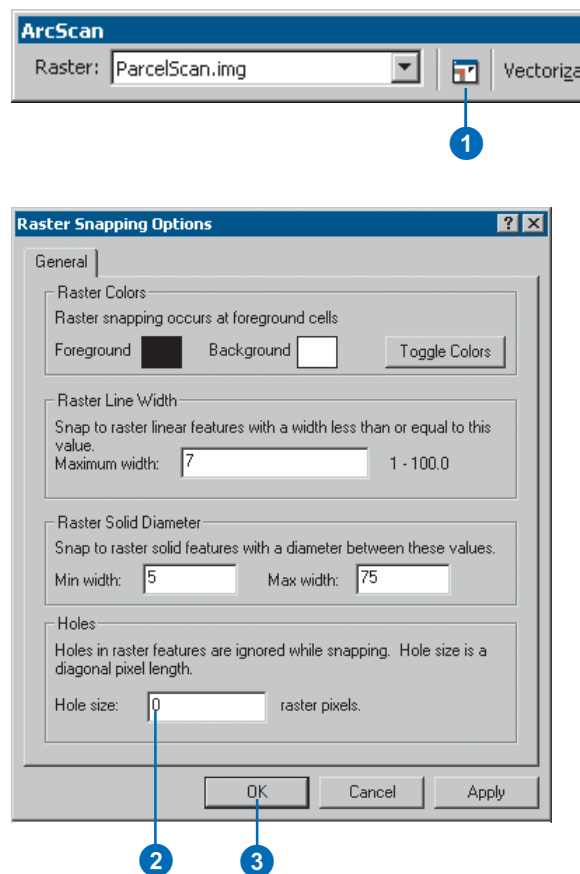 ArcScan
Raster: ParcelScan.img Vectoriza
1
Raster Snapping Options
General
Raster Colors
Raster snapping occurs at foreground cells
Foreground Background Toggle Colors
Raster Line Width
Snap to raster linear features with a width less than or equal to this
value.
Maximum width: 7 1 - 100.0
Raster Solid Diameter
Snap to raster solid features with a diameter between these values.
Min width: 5 Max width: 75
Holes
Holes in raster features are ignored while snapping. Hole size is a
diagonal pixel length.
Hole size: 0 raster pixels.
OK Cancel Apply
2 3